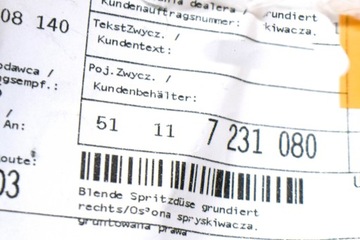 dealera / grundiert
Kundenauftragsnummer: kiwacza.
08 140
TekstZwycz. /
Kundentext:
Poj.Zwycz. /
Kundenbehälter:
odawca /
gsempf.:
An:
51 11 7 231 080
oute:
03
Blende Spritzdüse grundiert
rechts/Os³ona spryskiwacza.
gruntowana prawa